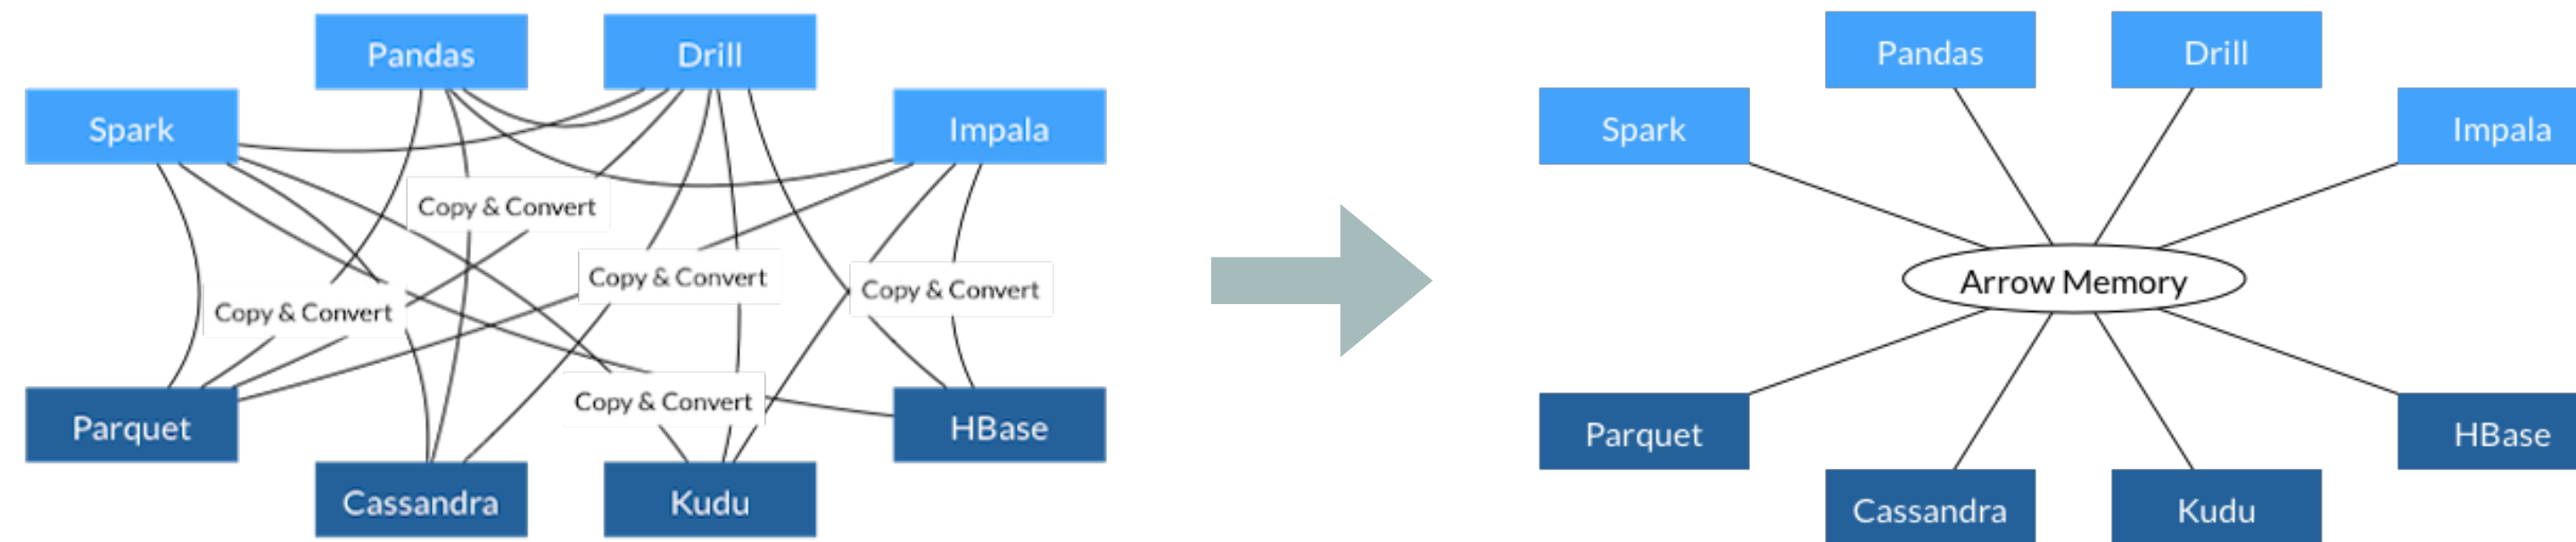 Pandas
Drill
Spark
Impala
Copy & Convert
Copy & Convert
Copy & Convert
Copy & Convert
Copy & Convert
Parquet
HBase
Cassandra
Kudu
Pandas
Drill
Spark
Impala
Arrow Memory
Parquet
HBase
Cassandra
Kudu